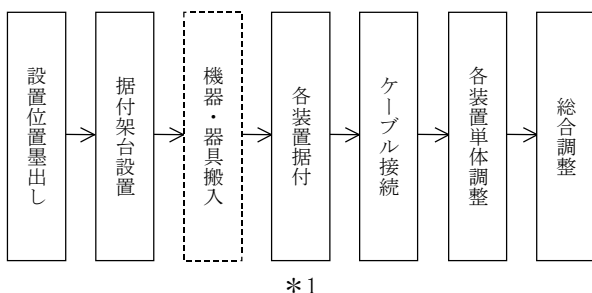 設置位置墨出し
据付架台設置
機器・器具搬入
各装置据付
ケーブル接続
各装置単体調整
総合調整
＊1